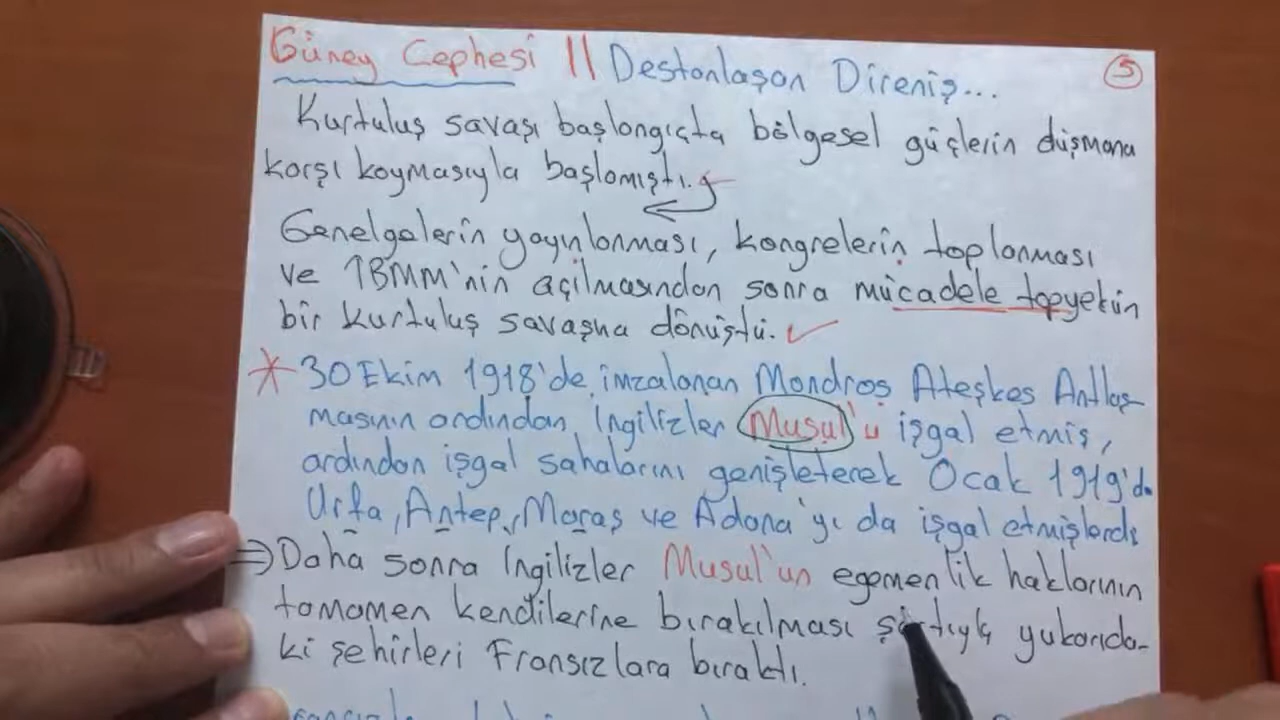 Güney Cephesi || Destanlaşan Direniş... 5
Kurtuluş savaşı başlangıçta bölgesel güçlerin düşmana
karşı koymasıyla başlamıştı.
Genelgelerin yayınlanması, kongrelerin toplanması
ve TBMM'nin açılmasından sonra mücadele topyekün
bir kurtuluş savaşına dönüştü.
* 30 Ekim 1918'de imzalanan Mondros Ateşkes Antlaş-
masının ardından İngilizler Musul'u işgal etmiş,
ardından işgal sahalarını genişleterek Ocak 1919'da
Urfa, Antep, Maraş ve Adana'yı da işgal etmişlerdi
⇒ Daha sonra İngilizler Musul'un egemenlik haklarının
tamamen kendilerine bırakılması şartıyla yukarıda-
ki şehirleri Fransızlara bıraktı.